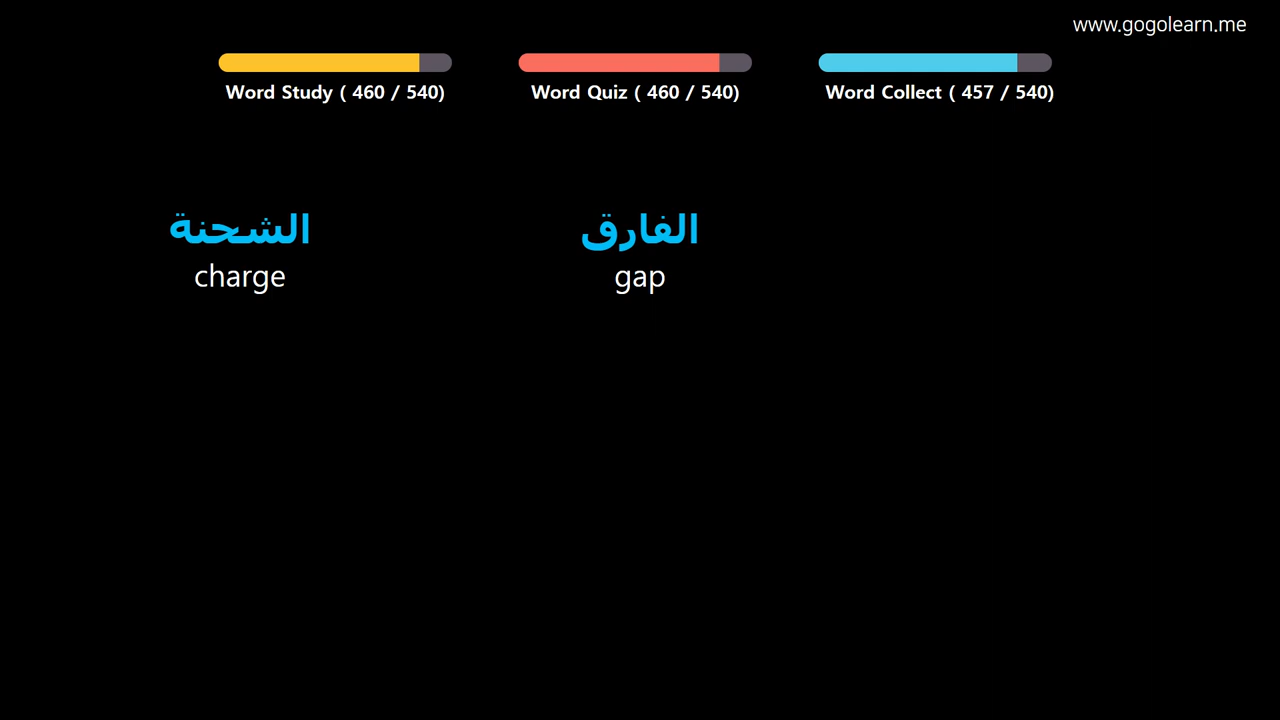 www.gogolearn.me
Word Study ( 460 / 540)
Word Quiz ( 460 / 540)
Word Collect ( 457 / 540)
الشحنة
charge
الفارق
gap